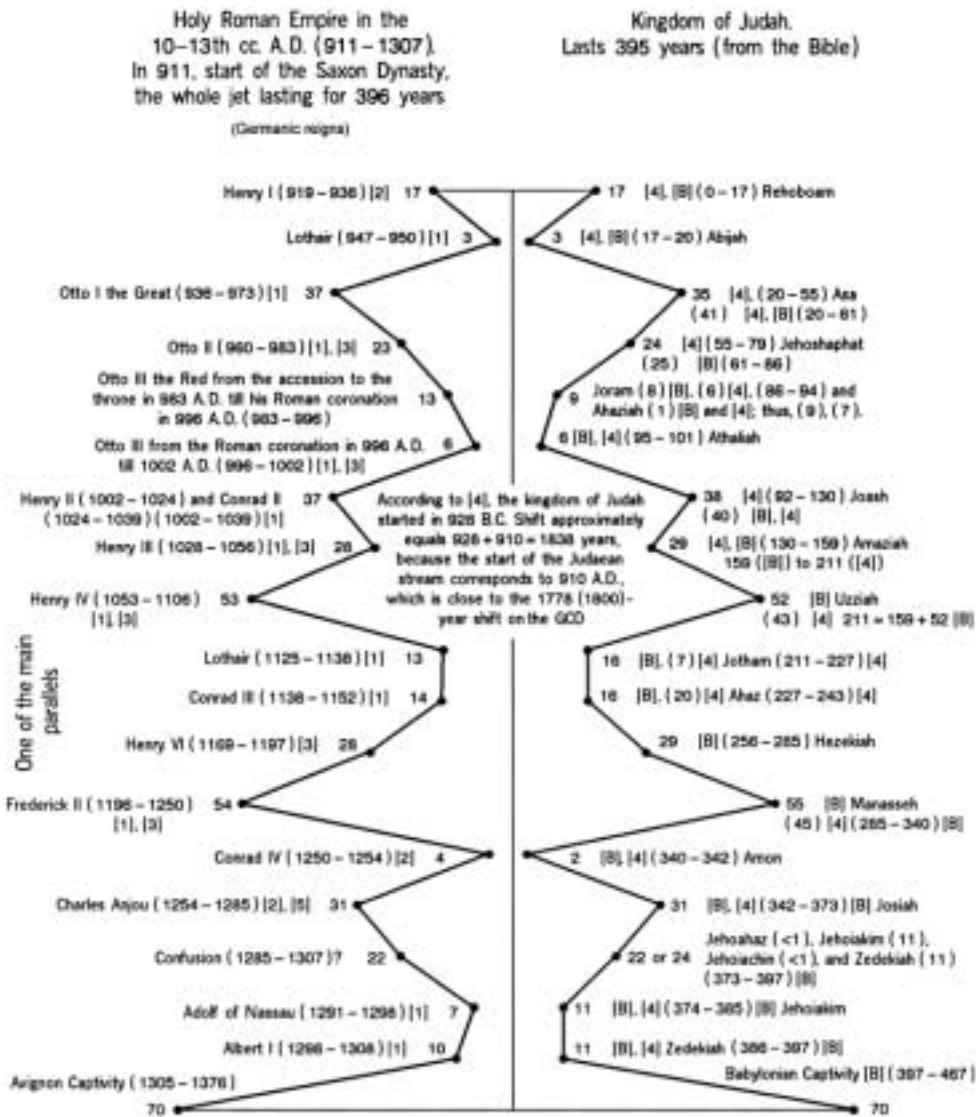 Holy Roman Empire in the
10–13th cc. A.D. (911–1307).
In 911, start of the Saxon Dynasty,
the whole jet lasting for 396 years
(Germanic reigns)
Kingdom of Judah.
Lasts 395 years (from the Bible)
Henry I (919–936) [2] 17
17 [4], [B] (0–17) Rehoboam
Lothair (947–950) [1] 3
3 [4], [B] (17–20) Abijah
Otto I the Great (936–973) [1] 37
35 [4], (20–55) Asa
(41) [4], [B] (20–61)
Otto II (960–983) [1], [3] 23
24 [4] (55–79) Jehoshaphat
(25) [B] (61–86)
Otto III the Red from the accession to the
throne in 983 A.D. till his Roman coronation
in 996 A.D. (983–996)
13
9
Joram (8) [B], (6) [4], (86–94) and
Ahaziah (1) [B] and [4]; thus, (9), (7).
Otto III from the Roman coronation in 996 A.D.
till 1002 A.D. (996–1002) [1], [3]
6
6 [B], [4] (95–101) Athaliah
Henry II (1002–1024) and Conrad II
(1024–1039) (1002–1039) [1]
37
38 [4] (92–130) Joash
(40) [B], [4]
Henry III (1028–1056) [1], [3] 28
29 [4], [B] (130–159) Amaziah
159 ([B]) to 211 ([4])
According to [4], the kingdom of Judah
started in 928 B.C. Shift approximately
equals 928+910=1838 years,
because the start of the Judaean
stream corresponds to 910 A.D.,
which is close to the 1778 (1800)-
year shift on the GCD
Henry IV (1053–1106)
[1], [3]
53
52 [B] Uzziah
(43) [4] 211=159+52 [B]
Lothair (1125–1138) [1] 13
16 [B], (7) [4] Jotham (211–227) [4]
Conrad III (1138–1152) [1] 14
16 [B], (20) [4] Ahaz (227–243) [4]
One of the main
parallels
Henry VI (1169–1197) [3] 28
29 [B] (256–285) Hezekiah
Frederick II (1196–1250)
[1], [3]
54
55 [B] Manasseh
(45) [4] (285–340) [B]
Conrad IV (1250–1254) [2] 4
2 [B], [4] (340–342) Amon
Charles Anjou (1254–1285) [2], [5] 31
31 [B], [4] (342–373) [B] Josiah
Confusion (1285–1307)? 22
22 or 24
Jehoahaz (<1), Jehoiakim (11),
Jehoiachin (<1), and Zedekiah (11)
(373–397) [B]
Adolf of Nassau (1291–1298) [1] 7
11 [B], [4] (374–385) [B] Jehoiakim
Albert I (1298–1308) [1] 10
11 [B], [4] Zedekiah (386–397) [B]
Avignon Captivity (1305–1376)
70
Babylonian Captivity [B] (397–467)
70